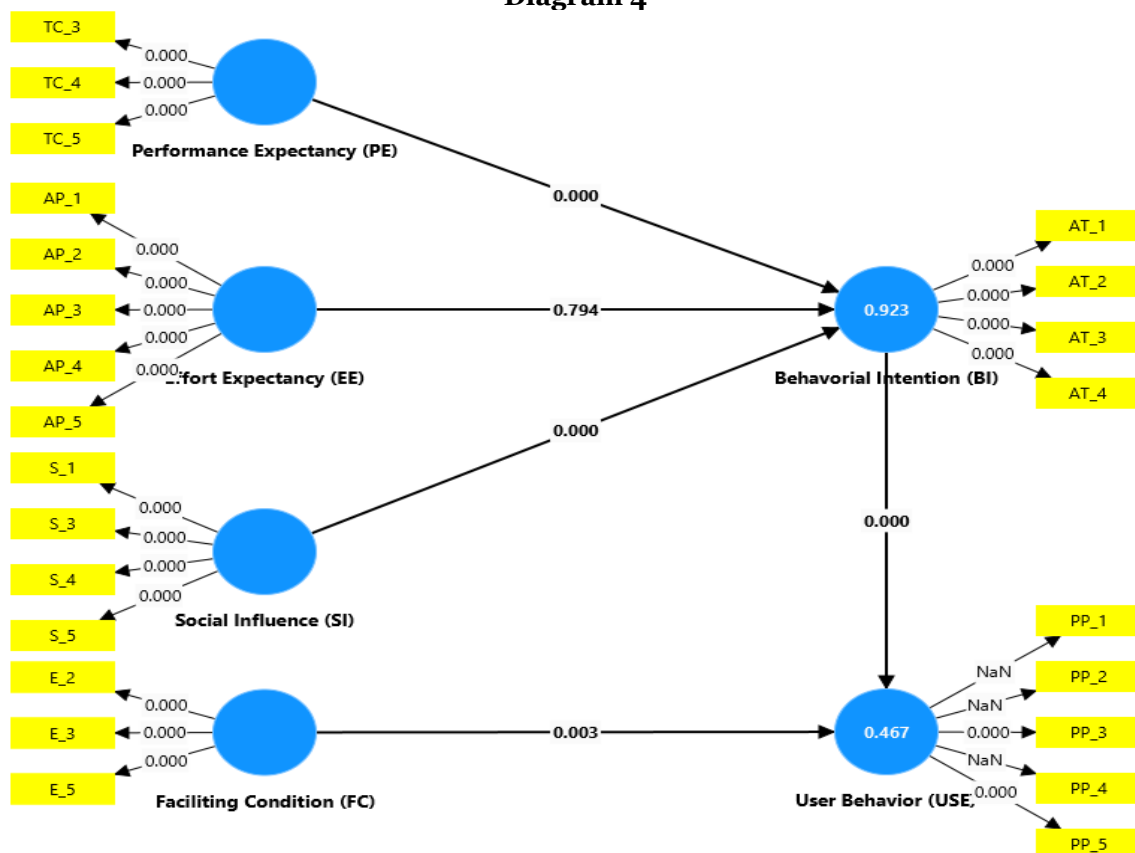 Diagram 4
TC_3
0.000
TC_4
0.000
0.000
TC_5
Performance Expectancy (PE)
0.000
AP_1
0.000
AP_2
0.000
AP_3
0.000
0.000
AP_4
0.000
Effort Expectancy (EE)
AP_5
0.794
S_1
0.000
S_3
0.000
0.000
S_4
0.000
Social Influence (SI)
S_5
0.000
E_2
0.000
E_3
0.000
0.000
E_5
Faciliting Condition (FC)
0.003
0.923
Behavorial Intention (BI)
AT_1
0.000
AT_2
0.000
0.000
AT_3
0.000
AT_4
0.000
0.467
User Behavior (USE,
PP_1
NaN
PP_2
NaN
0.000
PP_3
NaN
PP_4
0.000
PP_5